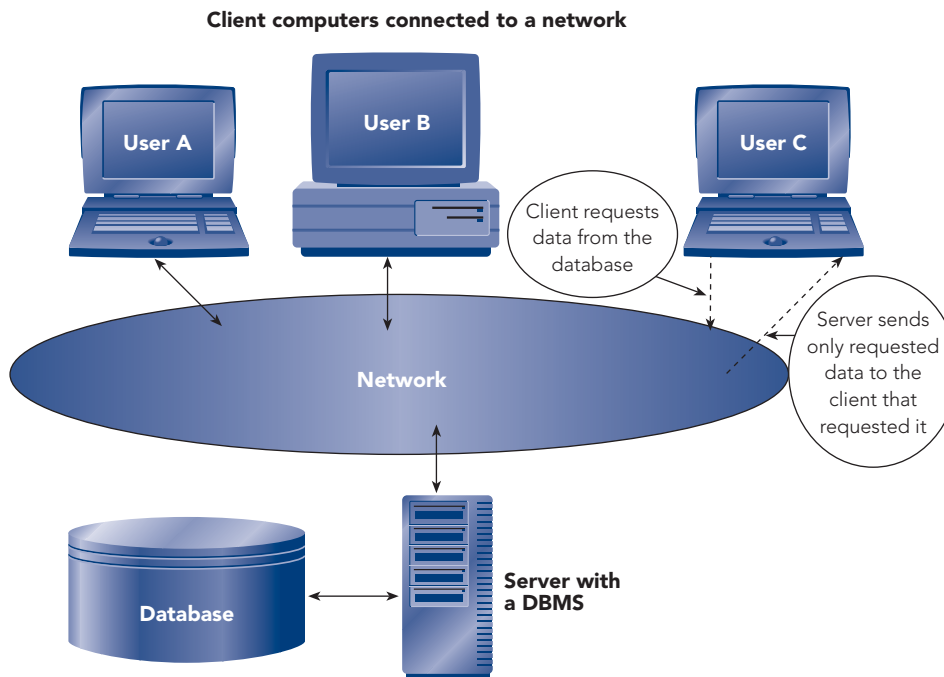 Client computers connected to a network
User A
User B
User C
Client requests
data from the
database
Server sends
only requested
data to the
client that
requested it
Network
Server with
a DBMS
Database